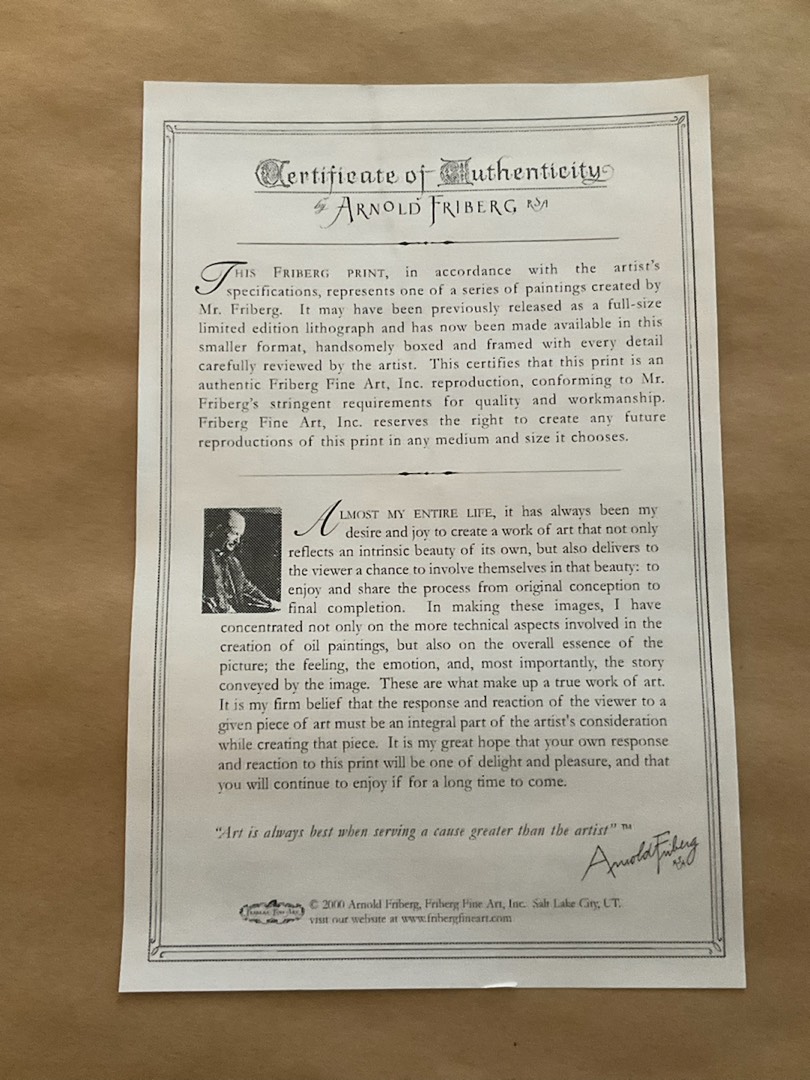 Certificate of Authenticity
by ARNOLD FRIBERG RSA
THIS FRIBERG PRINT, in accordance with the artist's
specifications, represents one of a series of paintings created by
Mr. Friberg. It may have been previously released as a full-size
limited edition lithograph and has now been made available in this
smaller format, handsomely boxed and framed with every detail
carefully reviewed by the artist. This certifies that this print is an
authentic Friberg Fine Art, Inc. reproduction, conforming to Mr.
Friberg's stringent requirements for quality and workmanship.
Friberg Fine Art, Inc. reserves the right to create any future
reproductions of this print in any medium and size it chooses.
ALMOST MY ENTIRE LIFE, it has always been my
desire and joy to create a work of art that not only
reflects an intrinsic beauty of its own, but also delivers to
the viewer a chance to involve themselves in that beauty: to
enjoy and share the process from original conception to
final completion. In making these images, I have
concentrated not only on the more technical aspects involved in the
creation of oil paintings, but also on the overall essence of the
picture; the feeling, the emotion, and, most importantly, the story
conveyed by the image. These are what make up a true work of art.
It is my firm belief that the response and reaction of the viewer to a
given piece of art must be an integral part of the artist's consideration
while creating that piece. It is my great hope that your own response
and reaction to this print will be one of delight and pleasure, and that
you will continue to enjoy if for a long time to come.
"Art is always best when serving a cause greater than the artist" ™
Arnold Friberg
RSA
FRIBERG FINE ART
© 2000 Arnold Friberg, Friberg Fine Art, Inc. Salt Lake City, UT.
visit our website at www.fribergfineart.com